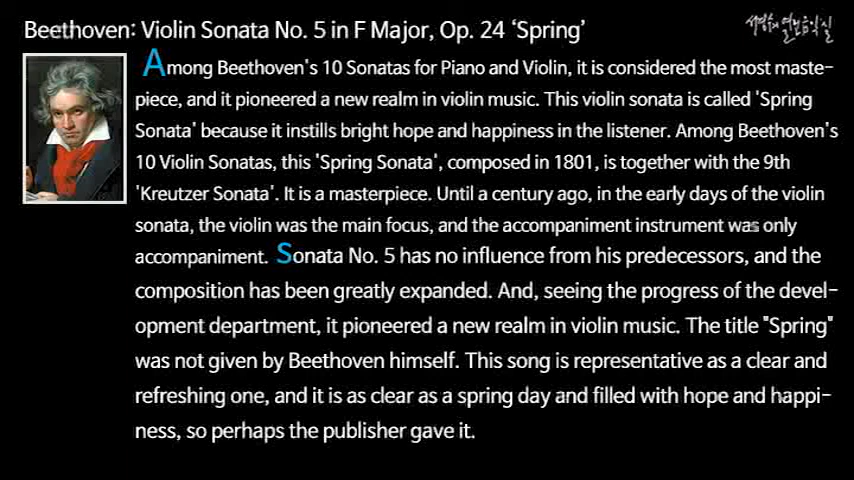 Beethoven: Violin Sonata No. 5 in F Major, Op. 24 ‘Spring’
Among Beethoven's 10 Sonatas for Piano and Violin, it is considered the most maste-
piece, and it pioneered a new realm in violin music. This violin sonata is called 'Spring
Sonata' because it instills bright hope and happiness in the listener. Among Beethoven's
10 Violin Sonatas, this 'Spring Sonata', composed in 1801, is together with the 9th
'Kreutzer Sonata'. It is a masterpiece. Until a century ago, in the early days of the violin
sonata, the violin was the main focus, and the accompaniment instrument was only
accompaniment. Sonata No. 5 has no influence from his predecessors, and the
composition has been greatly expanded. And, seeing the progress of the devel-
opment department, it pioneered a new realm in violin music. The title "Spring"
was not given by Beethoven himself. This song is representative as a clear and
refreshing one, and it is as clear as a spring day and filled with hope and happi-
ness, so perhaps the publisher gave it.